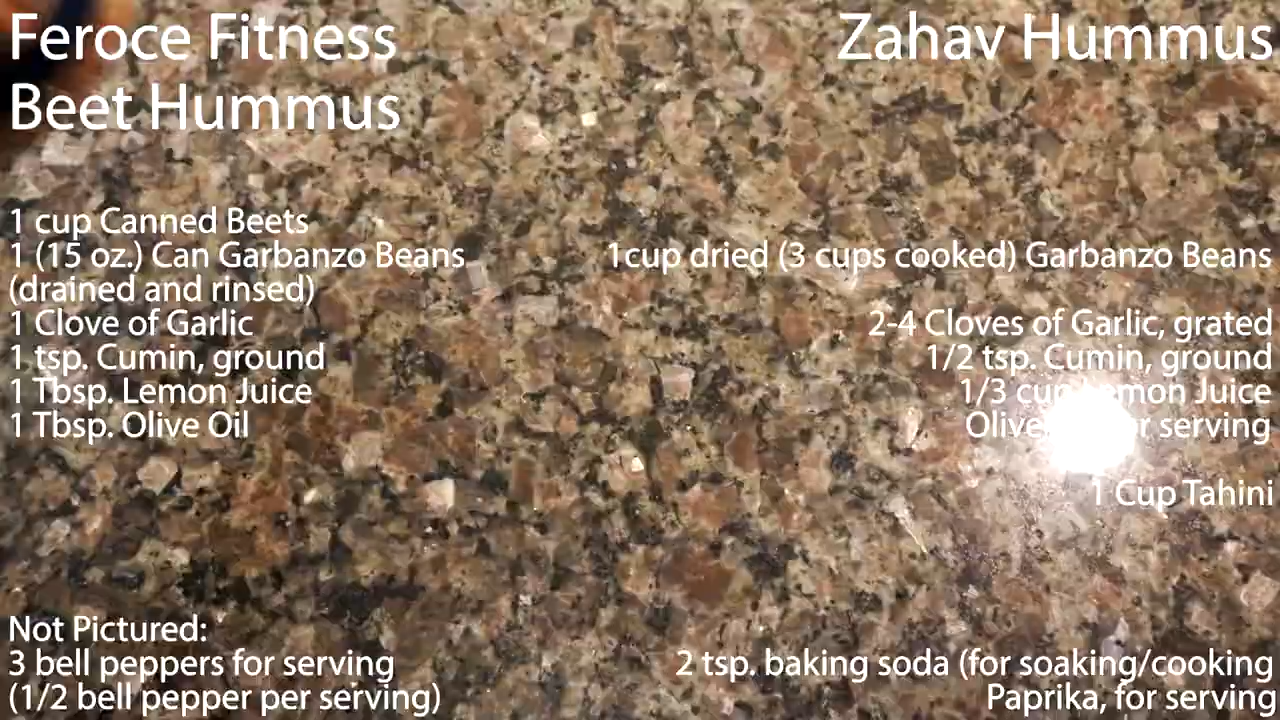 Feroce Fitness
Beet Hummus
1 cup Canned Beets
1 (15 oz.) Can Garbanzo Beans
(drained and rinsed)
1 Clove of Garlic
1 tsp. Cumin, ground
1 Tbsp. Lemon Juice
1 Tbsp. Olive Oil
Not Pictured:
3 bell peppers for serving
(1/2 bell pepper per serving)
Zahav Hummus
1cup dried (3 cups cooked) Garbanzo Beans
2-4 Cloves of Garlic, grated
1/2 tsp. Cumin, ground
1/3 cup Lemon Juice
Olive serving
1 Cup Tahini
2 tsp. baking soda (for soaking/cooking
Paprika, for serving